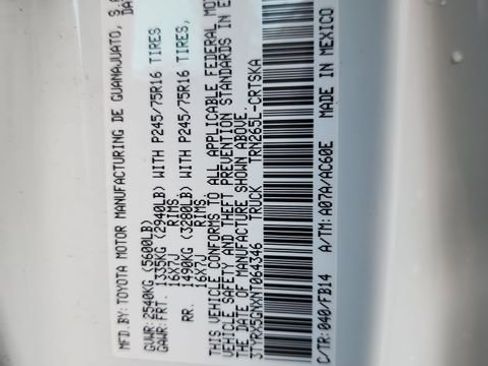 MFD.BY: TOYOTA MOTOR MANUFACTURING DE GUANAJUATO, S.A
DA
GVWR: 2540KG (5600LB)
GAWR: FRT. 1335KG (2940LB) WITH P245/75R16 TIRES
16X7J RIMS
RR. 1490KG (3280LB) WITH P245/75R16 TIRES,
16X7J RIMS,
THIS VEHICLE CONFORMS TO ALL APPLICABLE FEDERAL MOT
VEHICLE SAFETY AND THEFT PREVENTION STANDARDS IN E
THE DATE OF MANUFACTURE SHOWN ABOVE.
3TYRX5GNXNT064346 TRUCK TRN265L-CRTSKA
C/TR: 040/FB14 A/TM: A07A/AC60E MADE IN MEXICO